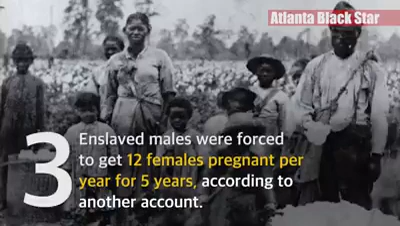 Atlanta Black Star
3
Enslaved males were forced
to get 12 females pregnant per
year for 5 years, according to
another account.